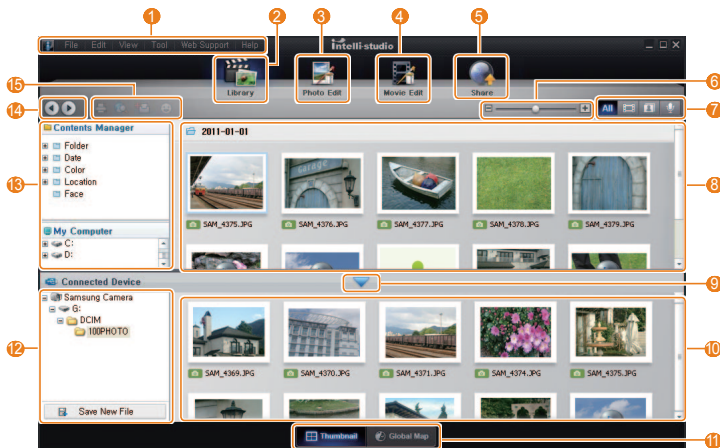 1 2 3 4 5
File Edit View Tool Web Support Help
intelli-studio
Library Photo Edit Movie Edit Share
15 6
14 All 7
Contents Manager
2011-01-01
Folder
Date
Color
Location
Face
13 8
SAM_4375.JPG SAM_4376.JPG SAM_4377.JPG SAM_4378.JPG SAM_4379.JPG
My Computer
C:
D:
Connected Device 9
Samsung Camera
G:
DCIM
100PHOTO
12 10
SAM_4369.JPG SAM_4370.JPG SAM_4371.JPG SAM_4374.JPG SAM_4375.JPG
Save New File
Thumbnail Global Map 11